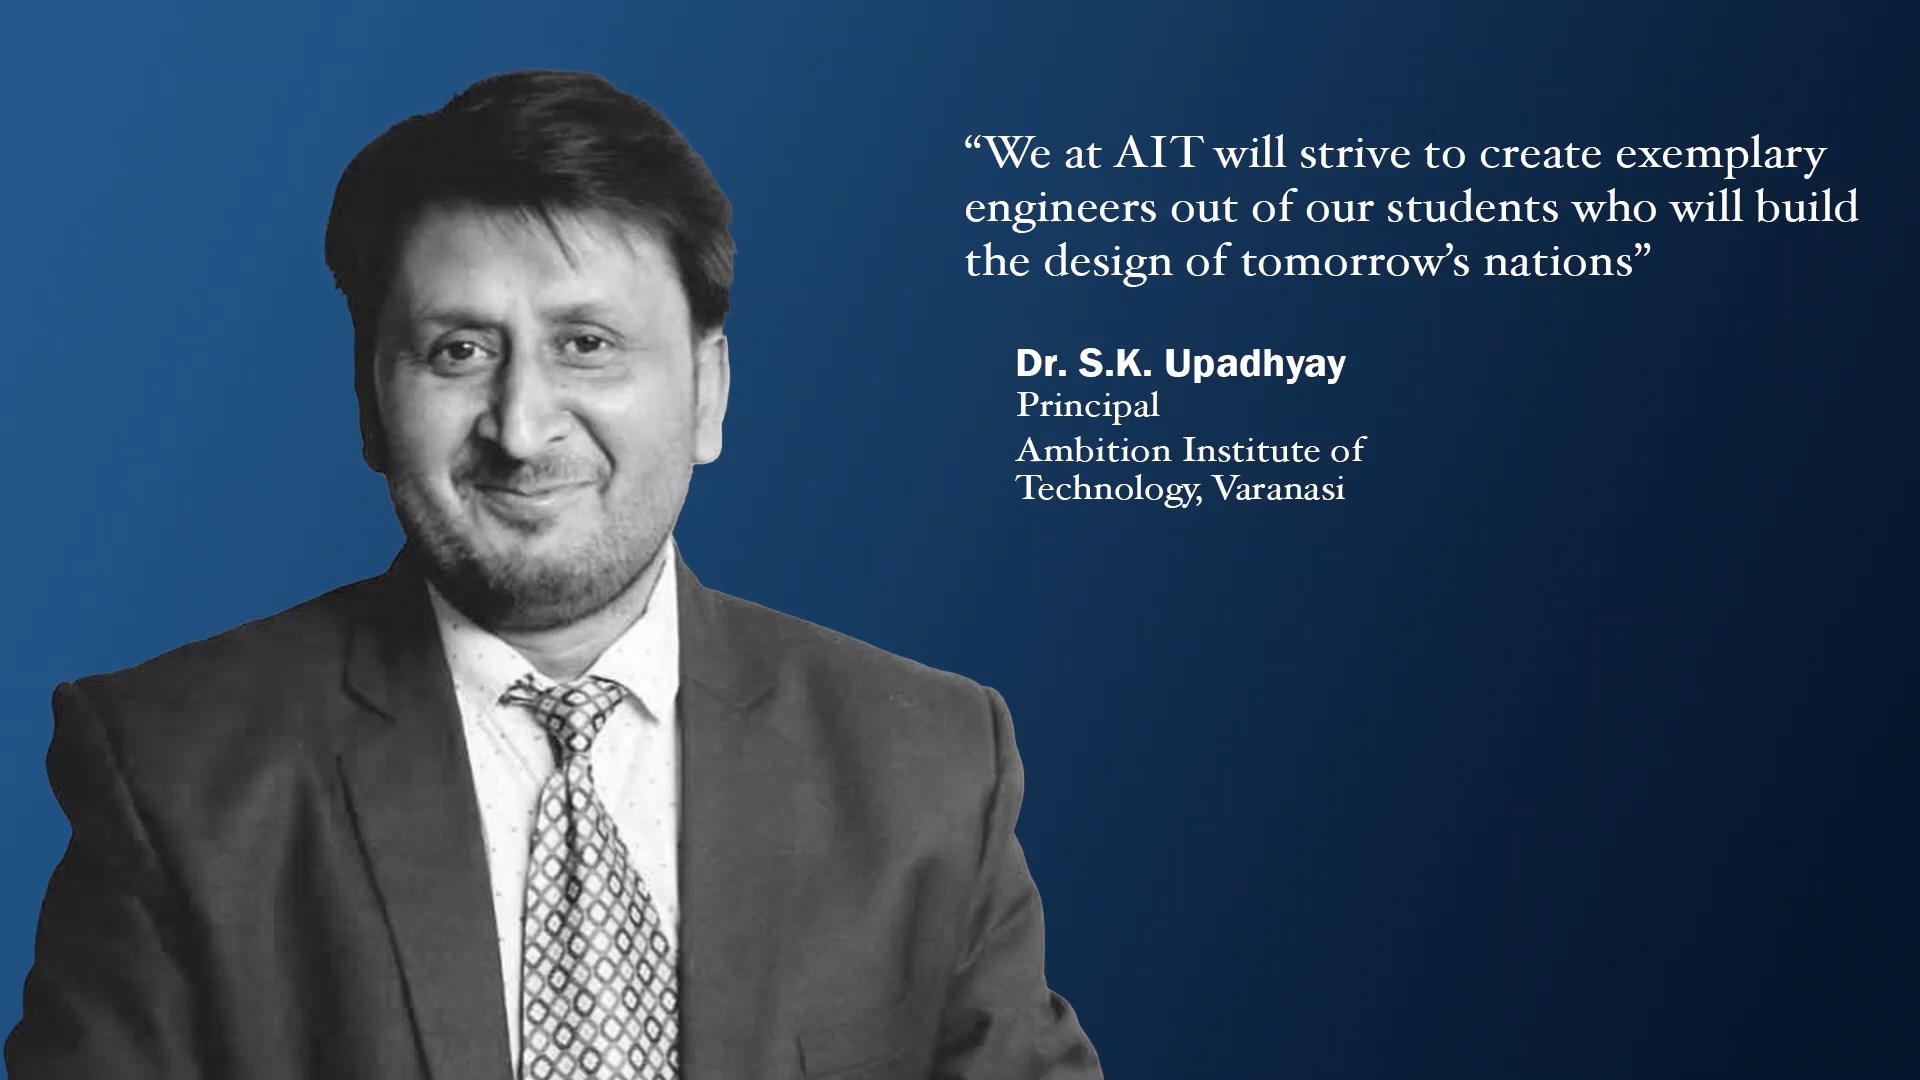 “We at AIT will strive to create exemplary
engineers out of our students who will build
the design of tomorrow’s nations”
Dr. S.K. Upadhyay
Principal
Ambition Institute of
Technology, Varanasi